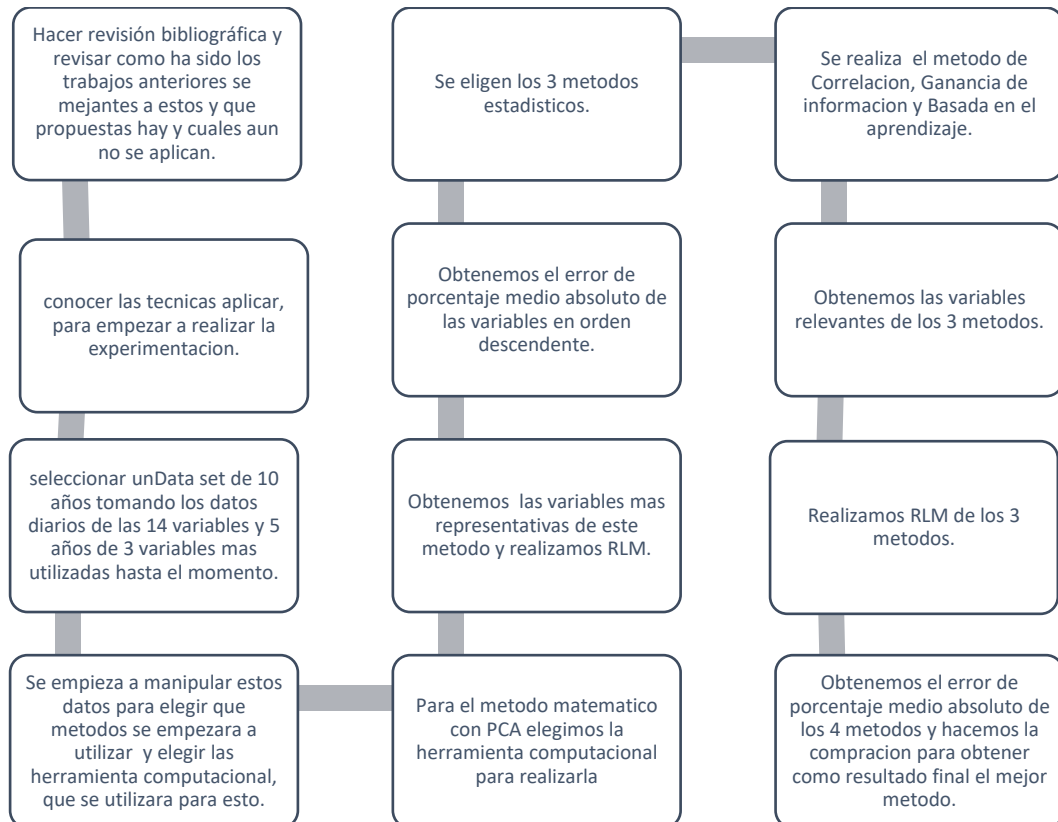 Hacer revisión bibliográfica y
revisar como ha sido los
trabajos anteriores se
mejantes a estos y que
propuestas hay y cuales aun
no se aplican.
conocer las tecnicas aplicar,
para empezar a realizar la
experimentacion.
seleccionar unData set de 10
años tomando los datos
diarios de las 14 variables y 5
años de 3 variables mas
utilizadas hasta el momento.
Se empieza a manipular estos
datos para elegir que
metodos se empezara a
utilizar y elegir las
herramienta computacional,
que se utilizara para esto.
Para el metodo matematico
con PCA elegimos la
herramienta computacional
para realizarla
Obtenemos las variables mas
representativas de este
metodo y realizamos RLM.
Obtenemos el error de
porcentaje medio absoluto de
las variables en orden
descendente.
Se eligen los 3 metodos
estadisticos.
Se realiza el metodo de
Correlacion, Ganancia de
informacion y Basada en el
aprendizaje.
Obtenemos las variables
relevantes de los 3 metodos.
Realizamos RLM de los 3
metodos.
Obtenemos el error de
porcentaje medio absoluto de
los 4 metodos y hacemos la
compracion para obtener
como resultado final el mejor
metodo.